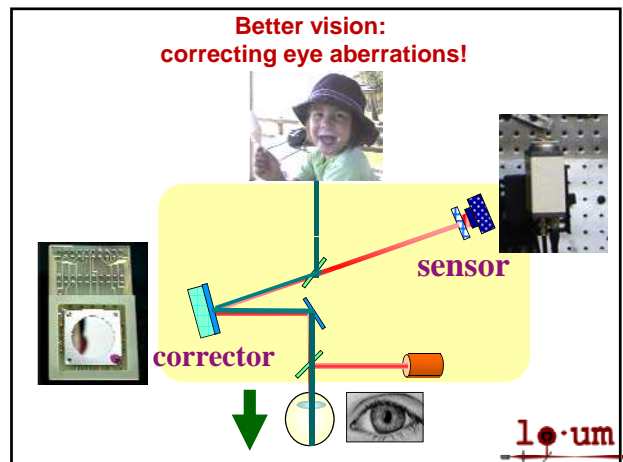 Better vision:
correcting eye aberrations!
sensor
corrector
lo·um